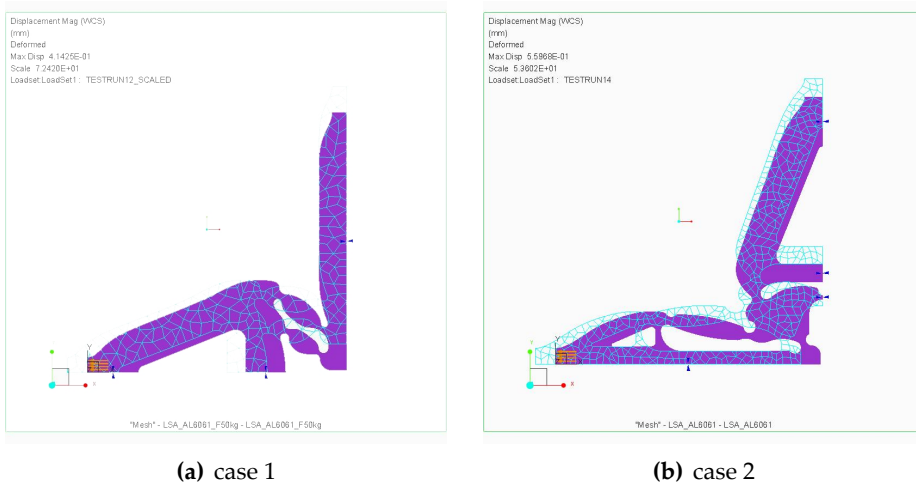 Displacement Mag (WCS)
(mm)
Deformed
Max Disp 4.1425E-01
Scale 7.2420E+01
Loadset:LoadSet1 : TESTRUN12_SCALED
Y
X
"Mesh" - LSA_AL6061_F50kg - LSA_AL6061_F50kg
(a) case 1
Displacement Mag (WCS)
(mm)
Deformed
Max Disp 5.5868E-01
Scale 5.3602E+01
Loadset:LoadSet1 : TESTRUN14
Y
X
"Mesh" - LSA_AL6061 - LSA_AL6061
(b) case 2